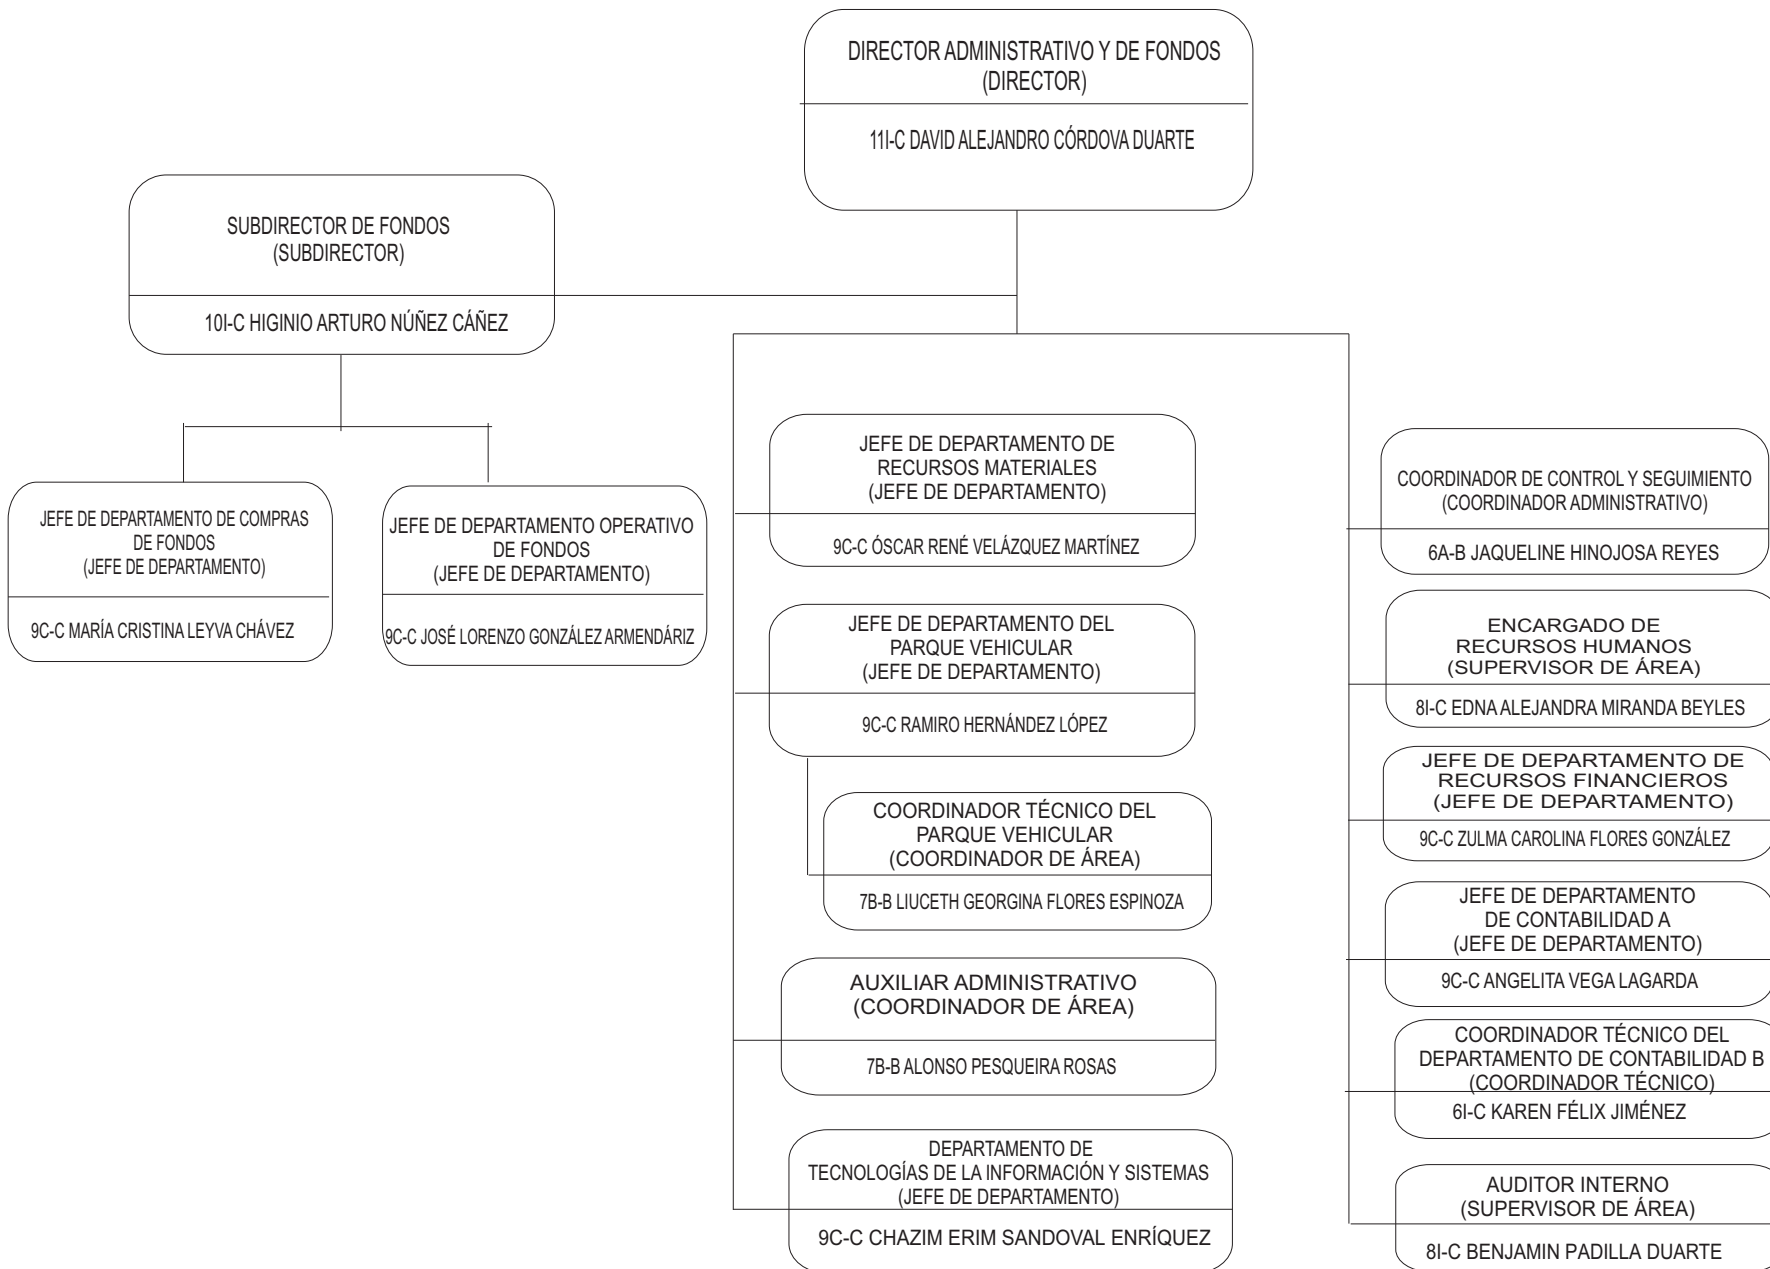 DIRECTOR ADMINISTRATIVO Y DE FONDOS
(DIRECTOR)
11I-C DAVID ALEJANDRO CÓRDOVA DUARTE
SUBDIRECTOR DE FONDOS
(SUBDIRECTOR)
10I-C HIGINIO ARTURO NÚÑEZ CÁÑEZ
JEFE DE DEPARTAMENTO DE COMPRAS
DE FONDOS
(JEFE DE DEPARTAMENTO)
9C-C MARÍA CRISTINA LEYVA CHÁVEZ
JEFE DE DEPARTAMENTO OPERATIVO
DE FONDOS
(JEFE DE DEPARTAMENTO)
9C-C JOSÉ LORENZO GONZÁLEZ ARMENDÁRIZ
JEFE DE DEPARTAMENTO DE
RECURSOS MATERIALES
(JEFE DE DEPARTAMENTO)
9C-C ÓSCAR RENÉ VELÁZQUEZ MARTÍNEZ
JEFE DE DEPARTAMENTO DEL
PARQUE VEHICULAR
(JEFE DE DEPARTAMENTO)
9C-C RAMIRO HERNÁNDEZ LÓPEZ
COORDINADOR TÉCNICO DEL
PARQUE VEHICULAR
(COORDINADOR DE ÁREA)
7B-B LIUCETH GEORGINA FLORES ESPINOZA
AUXILIAR ADMINISTRATIVO
(COORDINADOR DE ÁREA)
7B-B ALONSO PESQUEIRA ROSAS
DEPARTAMENTO DE
TECNOLOGÍAS DE LA INFORMACIÓN Y SISTEMAS
(JEFE DE DEPARTAMENTO)
9C-C CHAZIM ERIM SANDOVAL ENRÍQUEZ
COORDINADOR DE CONTROL Y SEGUIMIENTO
(COORDINADOR ADMINISTRATIVO)
6A-B JAQUELINE HINOJOSA REYES
ENCARGADO DE
RECURSOS HUMANOS
(SUPERVISOR DE ÁREA)
8I-C EDNA ALEJANDRA MIRANDA BEYLES
JEFE DE DEPARTAMENTO DE
RECURSOS FINANCIEROS
(JEFE DE DEPARTAMENTO)
9C-C ZULMA CAROLINA FLORES GONZÁLEZ
JEFE DE DEPARTAMENTO
DE CONTABILIDAD A
(JEFE DE DEPARTAMENTO)
9C-C ANGELITA VEGA LAGARDA
COORDINADOR TÉCNICO DEL
DEPARTAMENTO DE CONTABILIDAD B
(COORDINADOR TÉCNICO)
6I-C KAREN FÉLIX JIMÉNEZ
AUDITOR INTERNO
(SUPERVISOR DE ÁREA)
8I-C BENJAMIN PADILLA DUARTE